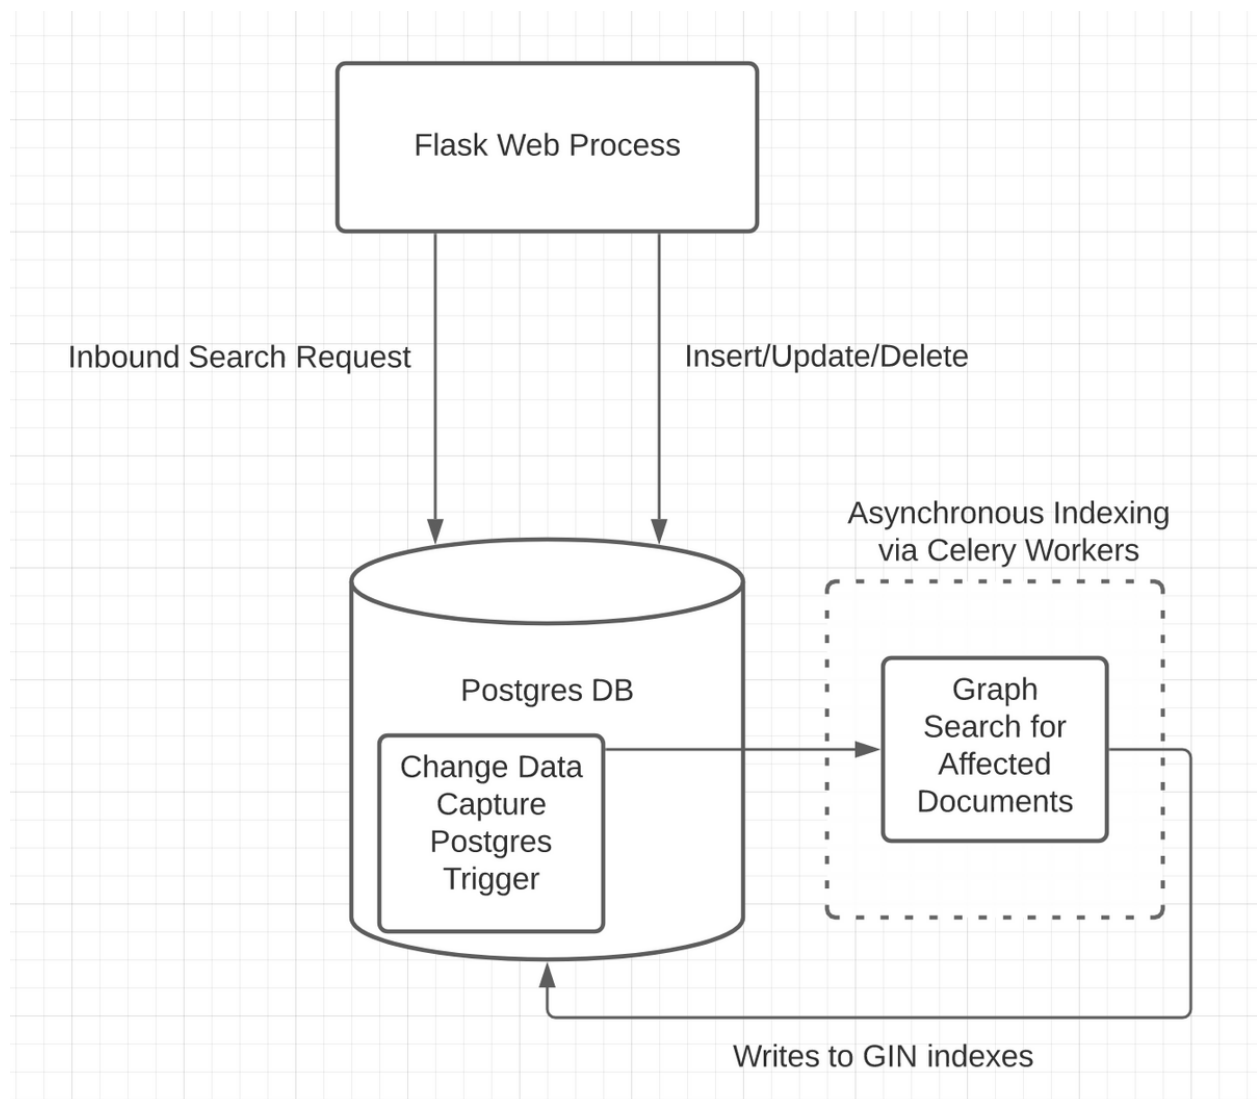 Flask Web Process
Inbound Search Request
Insert/Update/Delete
Asynchronous Indexing
via Celery Workers
Postgres DB
Change Data
Capture
Postgres
Trigger
Graph
Search for
Affected
Documents
Writes to GIN indexes